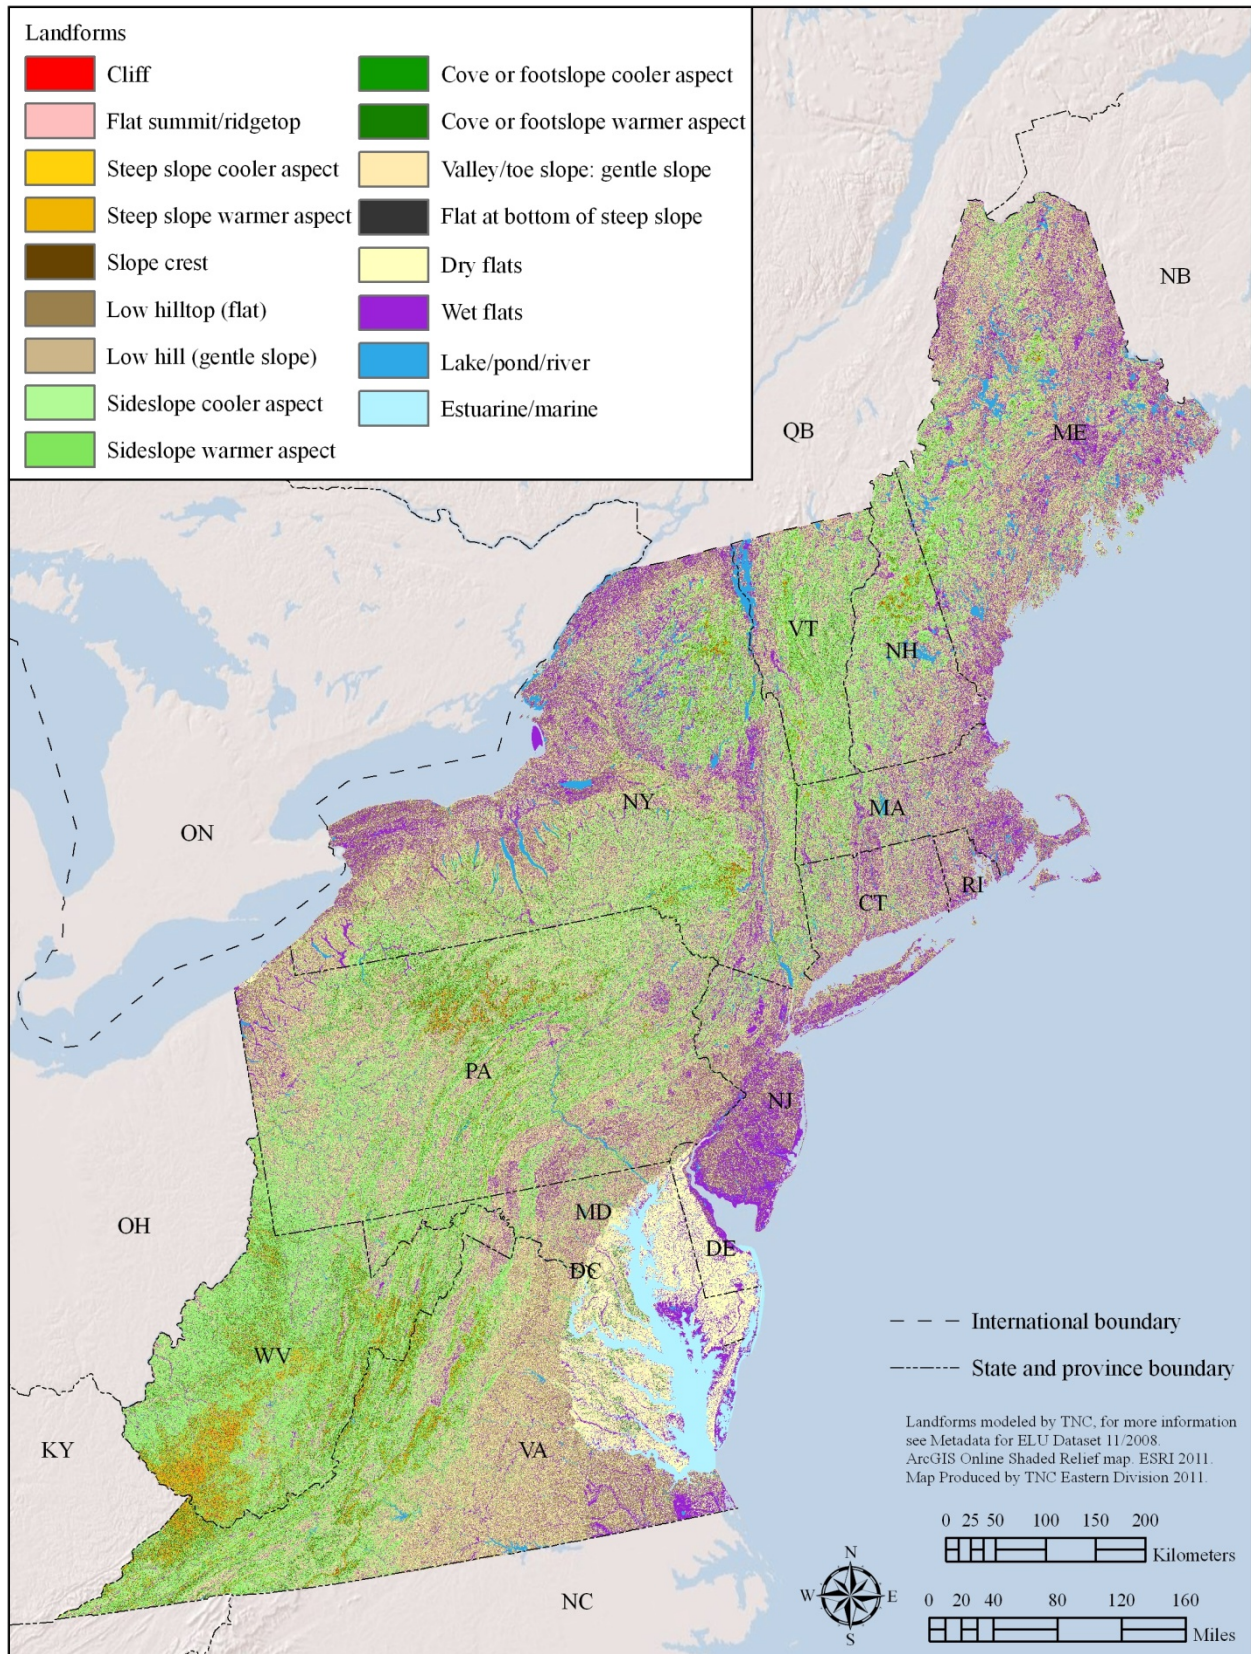 Landforms
Cliff
Flat summit/ridgetop
Steep slope cooler aspect
Steep slope warmer aspect
Slope crest
Low hilltop (flat)
Low hill (gentle slope)
Sideslope cooler aspect
Sideslope warmer aspect
Cove or footslope cooler aspect
Cove or footslope warmer aspect
Valley/toe slope: gentle slope
Flat at bottom of steep slope
Dry flats
Wet flats
Lake/pond/river
Estuarine/marine
NB
QB
ME
VT
NH
NY
MA
ON
RI
CT
PA
NJ
MD
OH
DE
DC
WV
KY
VA
NC
International boundary
State and province boundary
Landforms modeled by TNC, for more information
see Metadata for ELU Dataset 11/2008.
ArcGIS Online Shaded Relief map. ESRI 2011.
Map Produced by TNC Eastern Division 2011.
0 25 50 100 150 200
Kilometers
0 20 40 80 120 160
Miles
N
W E
S